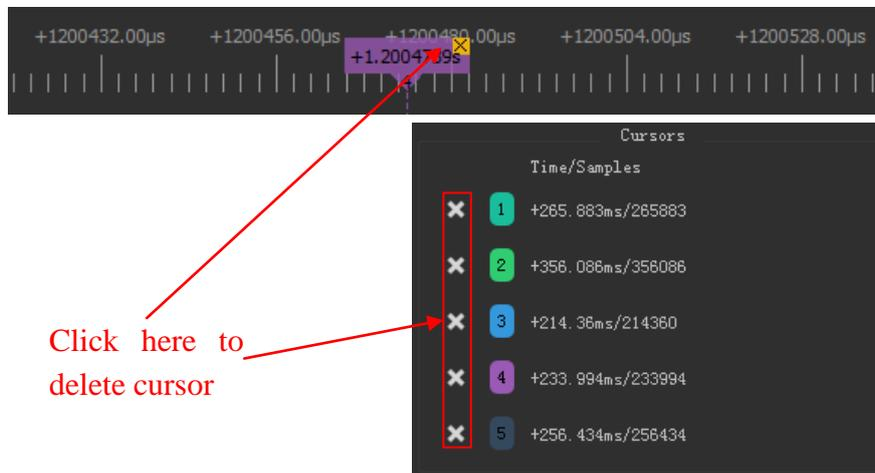 +1200432.00µs +1200456.00µs +1200480.00µs +1200504.00µs +1200528.00µs
+1.2004789s
4
Cursors
Time/Samples
1 +265.883ms/265883
2 +356.086ms/356086
3 +214.36ms/214360
4 +233.994ms/233994
5 +256.434ms/256434
Click here to
delete cursor